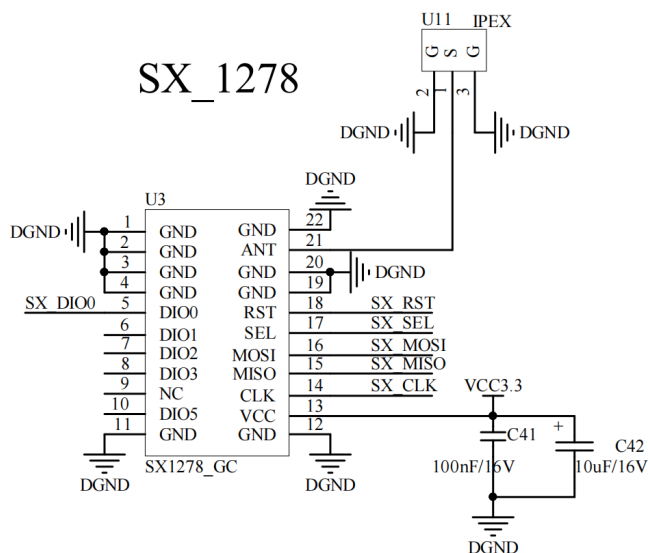 U11 IPEX
G S G
SX_1278
2 1 3
DGND DGND
DGND
U3
DGND 1 GND GND 22
2 GND ANT 21
3 GND GND 20 DGND
4 GND GND 19
SX_DIO0 5 DIO0 RST 18 SX_RST
6 DIO1 SEL 17 SX_SEL
7 DIO2 MOSI 16 SX_MOSI
8 DIO3 MISO 15 SX_MISO
9 NC CLK 14 SX_CLK VCC3.3
10 DIO5 VCC 13
11 GND GND 12 + C41 C42
SX1278_GC 100nF/16V 10uF/16V
DGND DGND
DGND